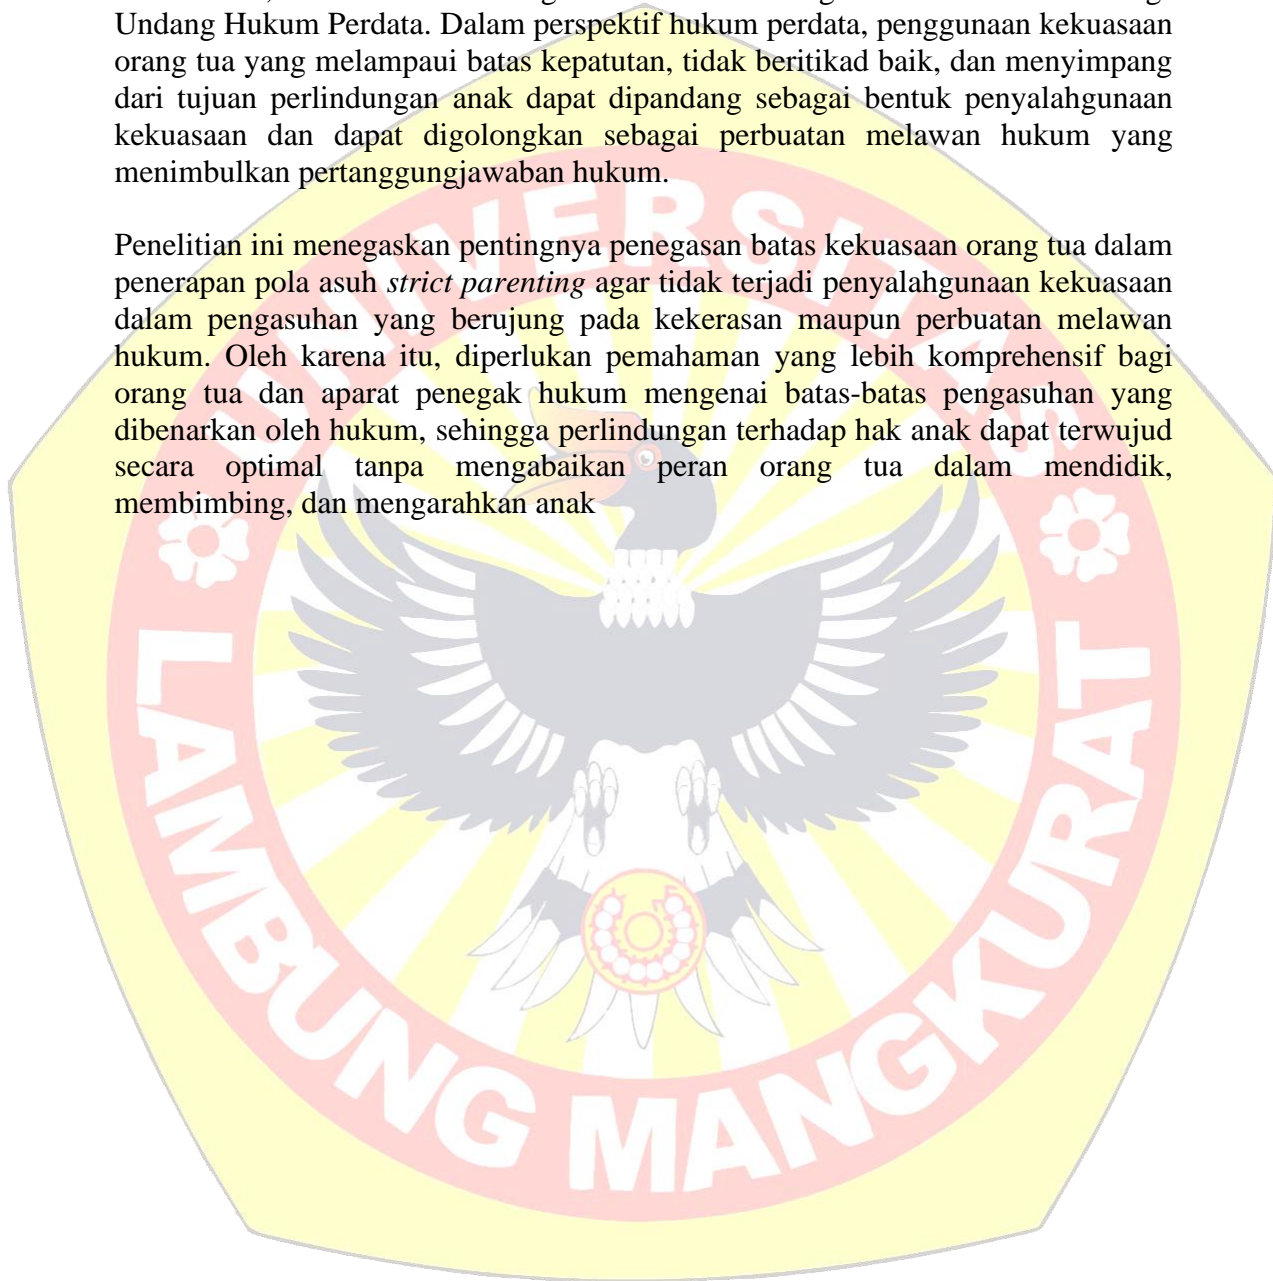 Undang Hukum Perdata. Dalam perspektif hukum perdata, penggunaan kekuasaan
orang tua yang melampaui batas kepatutan, tidak beritikad baik, dan menyimpang
dari tujuan perlindungan anak dapat dipandang sebagai bentuk penyalahgunaan
kekuasaan dan dapat digolongkan sebagai perbuatan melawan hukum yang
menimbulkan pertanggungjawaban hukum.
Penelitian ini menegaskan pentingnya penegasan batas kekuasaan orang tua dalam
penerapan pola asuh strict parenting agar tidak terjadi penyalahgunaan kekuasaan
dalam pengasuhan yang berujung pada kekerasan maupun perbuatan melawan
hukum. Oleh karena itu, diperlukan pemahaman yang lebih komprehensif bagi
orang tua dan aparat penegak hukum mengenai batas-batas pengasuhan yang
dibenarkan oleh hukum, sehingga perlindungan terhadap hak anak dapat terwujud
secara optimal tanpa mengabaikan peran orang tua dalam mendidik,
membimbing, dan mengarahkan anak
UNIVERSITAS
LAMBUNG MANGKURAT